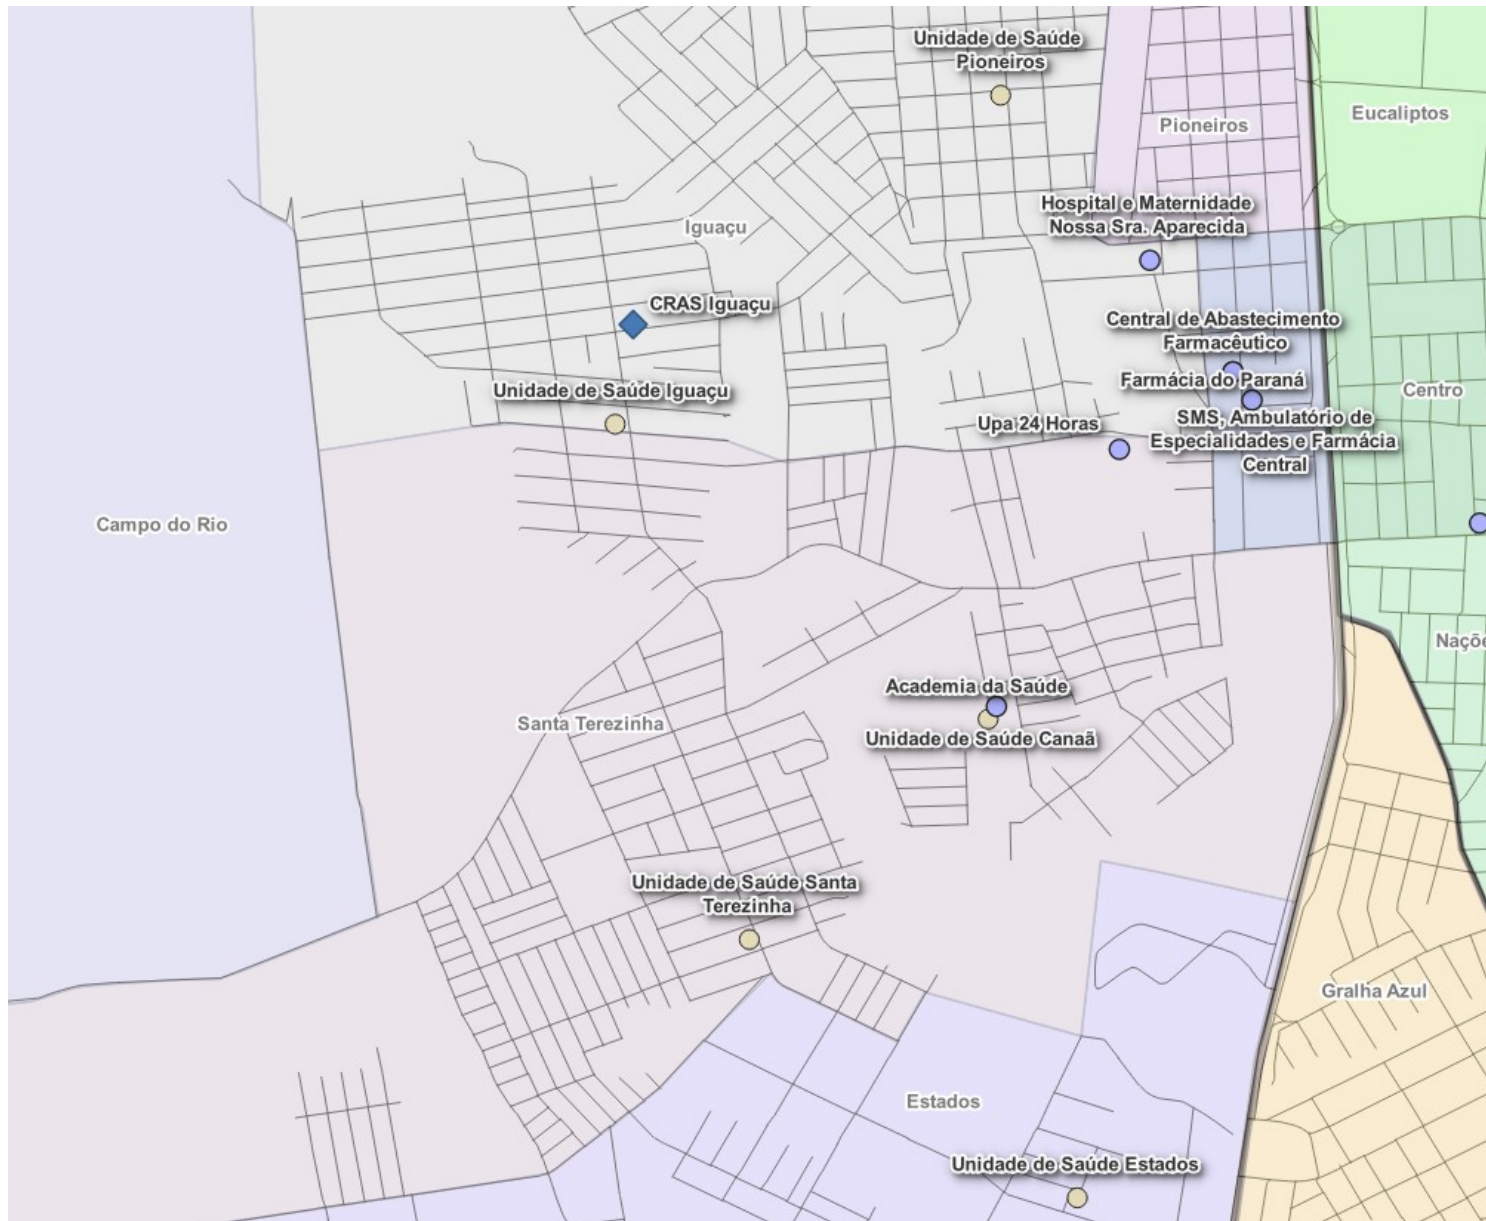 Unidade de Saúde
Pioneiros
Eucaliptos
Pioneiros
Hospital e Maternidade
Nossa Sra. Aparecida
Iguaçu
CRAS Iguaçu
Central de Abastecimento
Farmacêutico
Farmácia do Paraná
Unidade de Saúde Iguaçu
Centro
SMS, Ambulatório de
Especialidades e Farmácia
Central
Upa 24 Horas
Campo do Rio
Naçõe
Academia da Saúde
Santa Terezinha
Unidade de Saúde Canaã
Unidade de Saúde Santa
Terezinha
Gralha Azul
Estados
Unidade de Saúde Estados